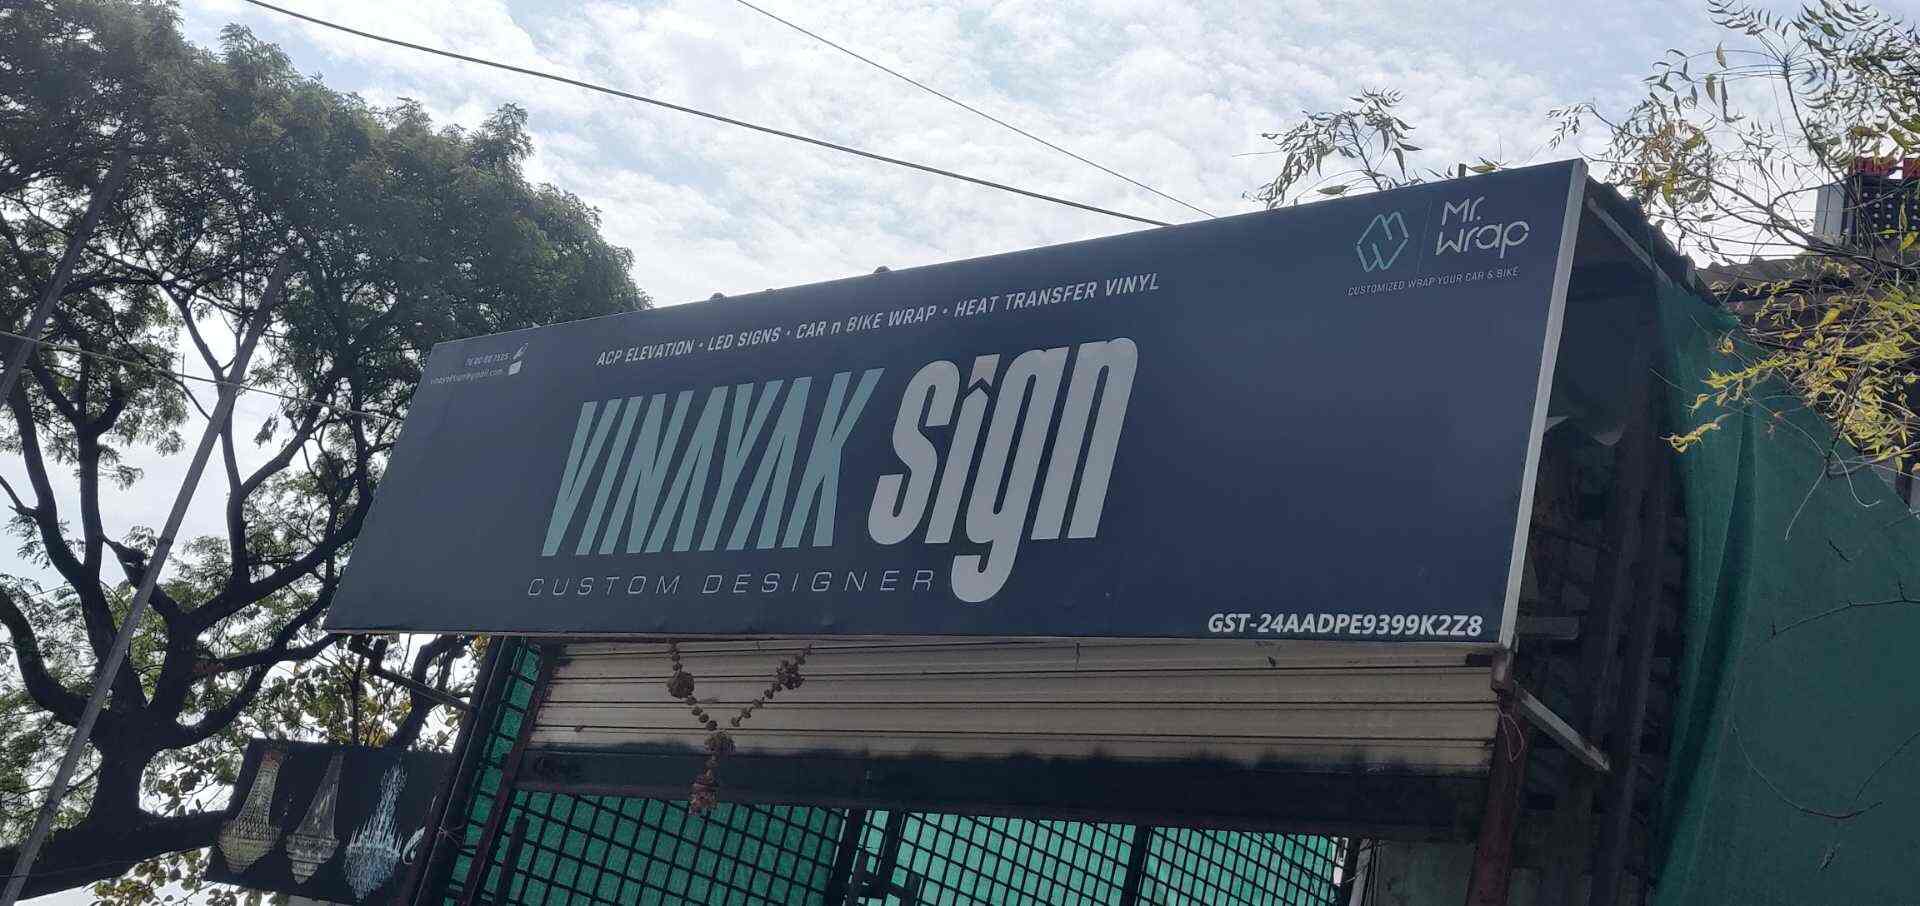 ACP ELEVATION • LED SIGNS • CAR n BIKE WRAP • HEAT TRANSFER VINYL
VINAYAK sign
CUSTOM DESIGNER
Mr.
Wrap
CUSTOMIZED WRAP YOUR CAR & BIKE
GST-24AADPE9399K2Z8